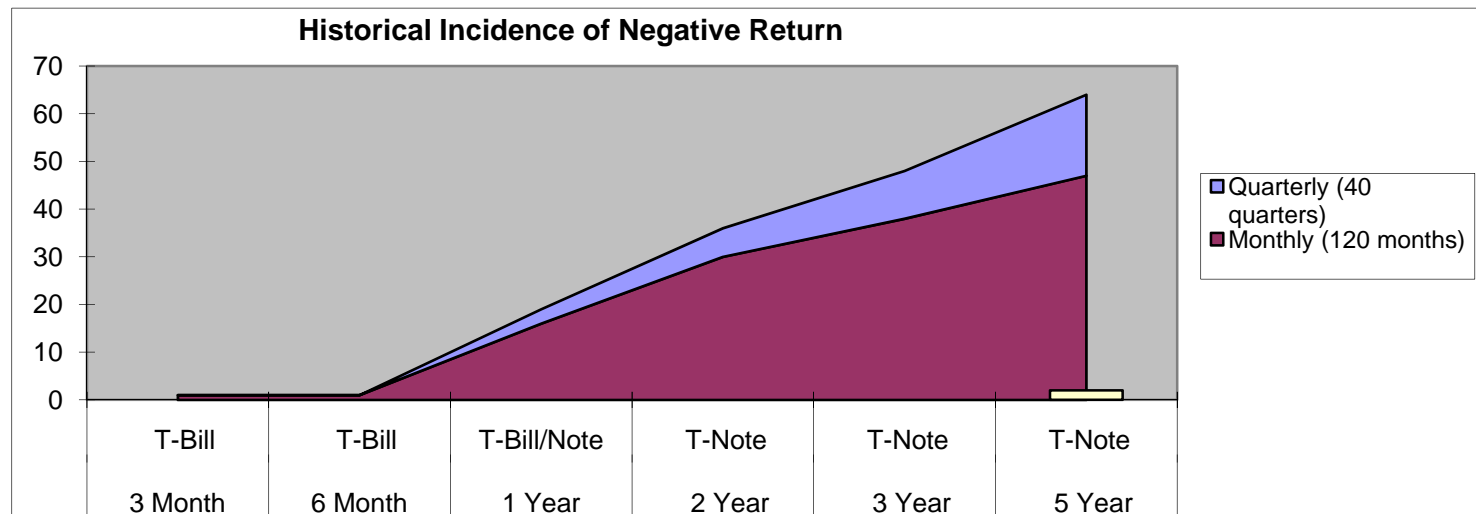 Historical Incidence of Negative Return
70
60
50
40
30
20
10
0
T-Bill T-Bill T-Bill/Note T-Note T-Note T-Note
3 Month 6 Month 1 Year 2 Year 3 Year 5 Year
Quarterly (40
quarters)
Monthly (120 months)